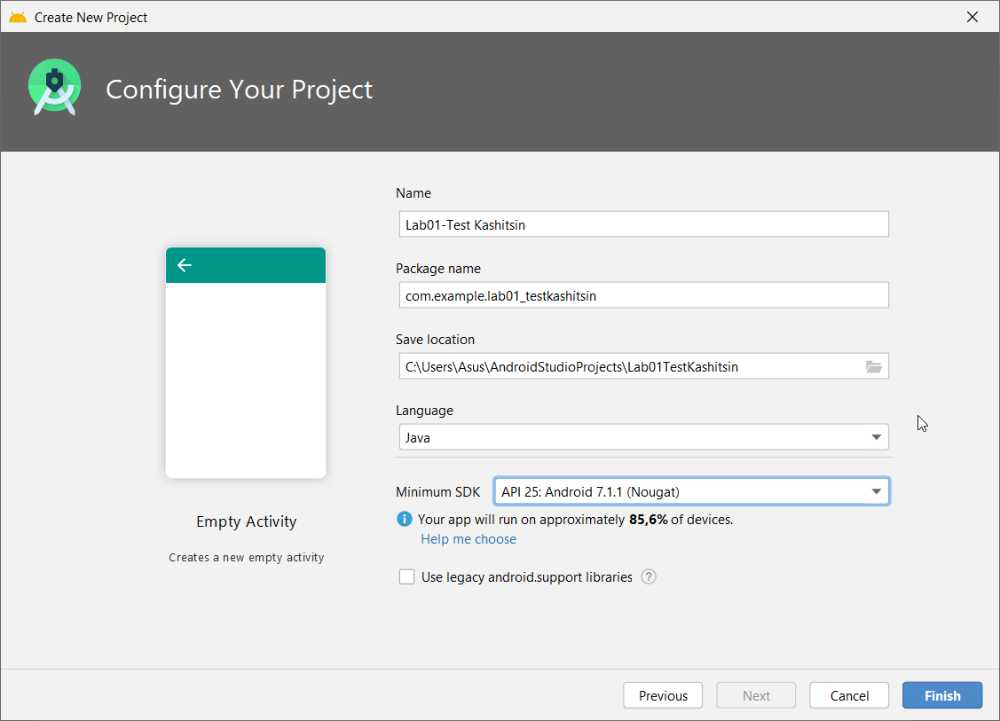 Create New Project
Configure Your Project
Name
Lab01-Test Kashitsin
Package name
com.example.lab01_testkashitsin
Save location
C:\Users\Asus\AndroidStudioProjects\Lab01TestKashitsin
Language
Java
Minimum SDK API 25: Android 7.1.1 (Nougat)
Your app will run on approximately 85,6% of devices.
Help me choose
Use legacy android.support libraries ?
Empty Activity
Creates a new empty activity
Previous Next Cancel Finish